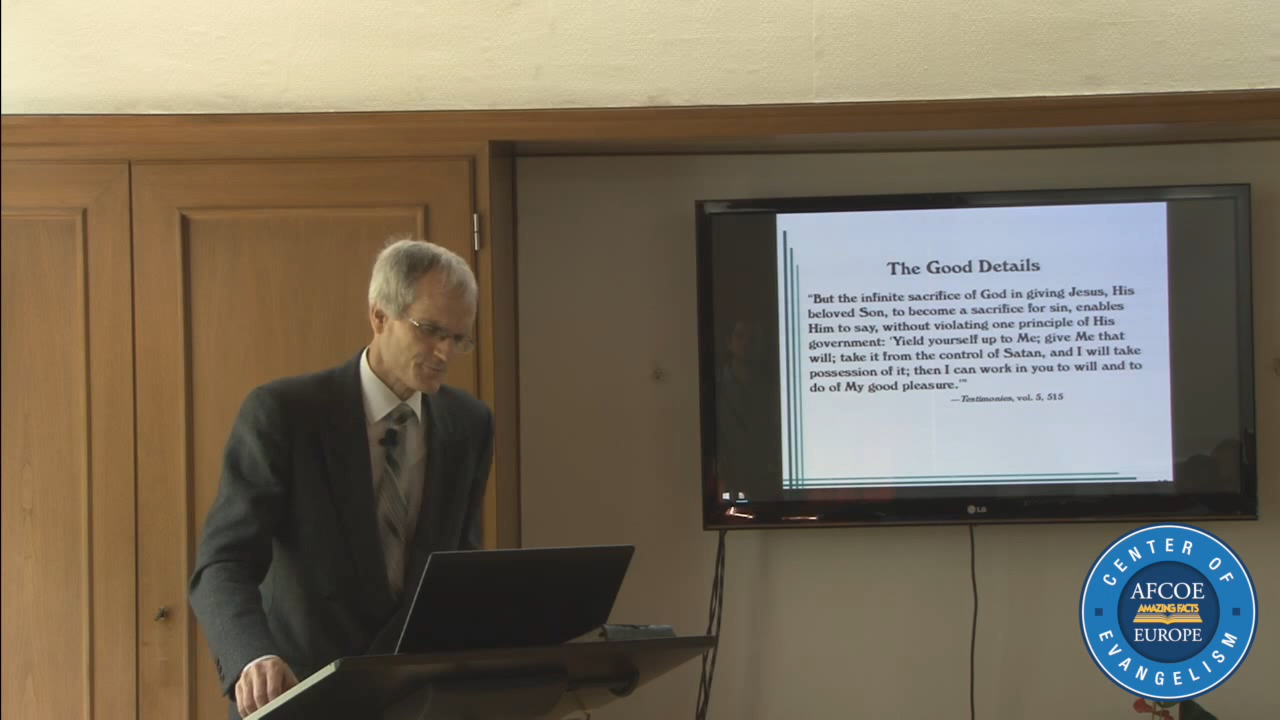 The Good Details
"But the infinite sacrifice of God in giving Jesus, His
beloved Son, to become a sacrifice for sin, enables
Him to say, without violating one principle of His
government: 'Yield yourself up to Me; give Me that
will; take it from the control of Satan, and I will take
possession of it; then I can work in you to will and to
do of My good pleasure.'"
—Testimonies, vol. 5, 515
LG
CENTER OF
AFCOE
AMAZING FACTS
EUROPE
EVANGELISM